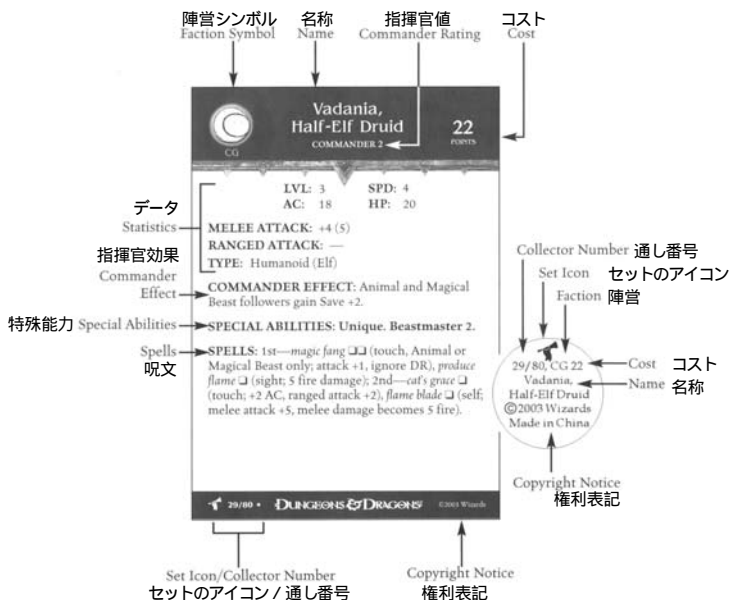 陣営シンボル
Faction Symbol
名称
Name
指揮官値
Commander Rating
コスト
Cost
CG
Vadania,
Half-Elf Druid
COMMANDER 2
22
POINTS
データ
Statistics
LVL: 3 SPD: 4
AC: 18 HP: 20
MELEE ATTACK: +4 (5)
RANGED ATTACK: —
TYPE: Humanoid (Elf)
指揮官効果
Commander
Effect
COMMANDER EFFECT: Animal and Magical
Beast followers gain Save +2.
特殊能力 Special Abilities
SPECIAL ABILITIES: Unique. Beastmaster 2.
Spells
呪文
SPELLS: 1st—magic fang ❏❏ (touch, Animal or
Magical Beast only; attack +1, ignore DR), produce
flame ❏ (sight; 5 fire damage); 2nd—cat's grace ❏
(touch; +2 AC, ranged attack +2), flame blade ❏ (self;
melee attack +5, melee damage becomes 5 fire).
29/80 •
DUNGEONS & DRAGONS
©2003 Wizards
Set Icon/Collector Number
セットのアイコン / 通し番号
Copyright Notice
権利表記
Collector Number 通し番号
Set Icon セットのアイコン
Faction 陣営
29/80, CG 22
Vadania,
Half-Elf Druid
©2003 Wizards
Made in China
Cost コスト
Name 名称
Copyright Notice
権利表記